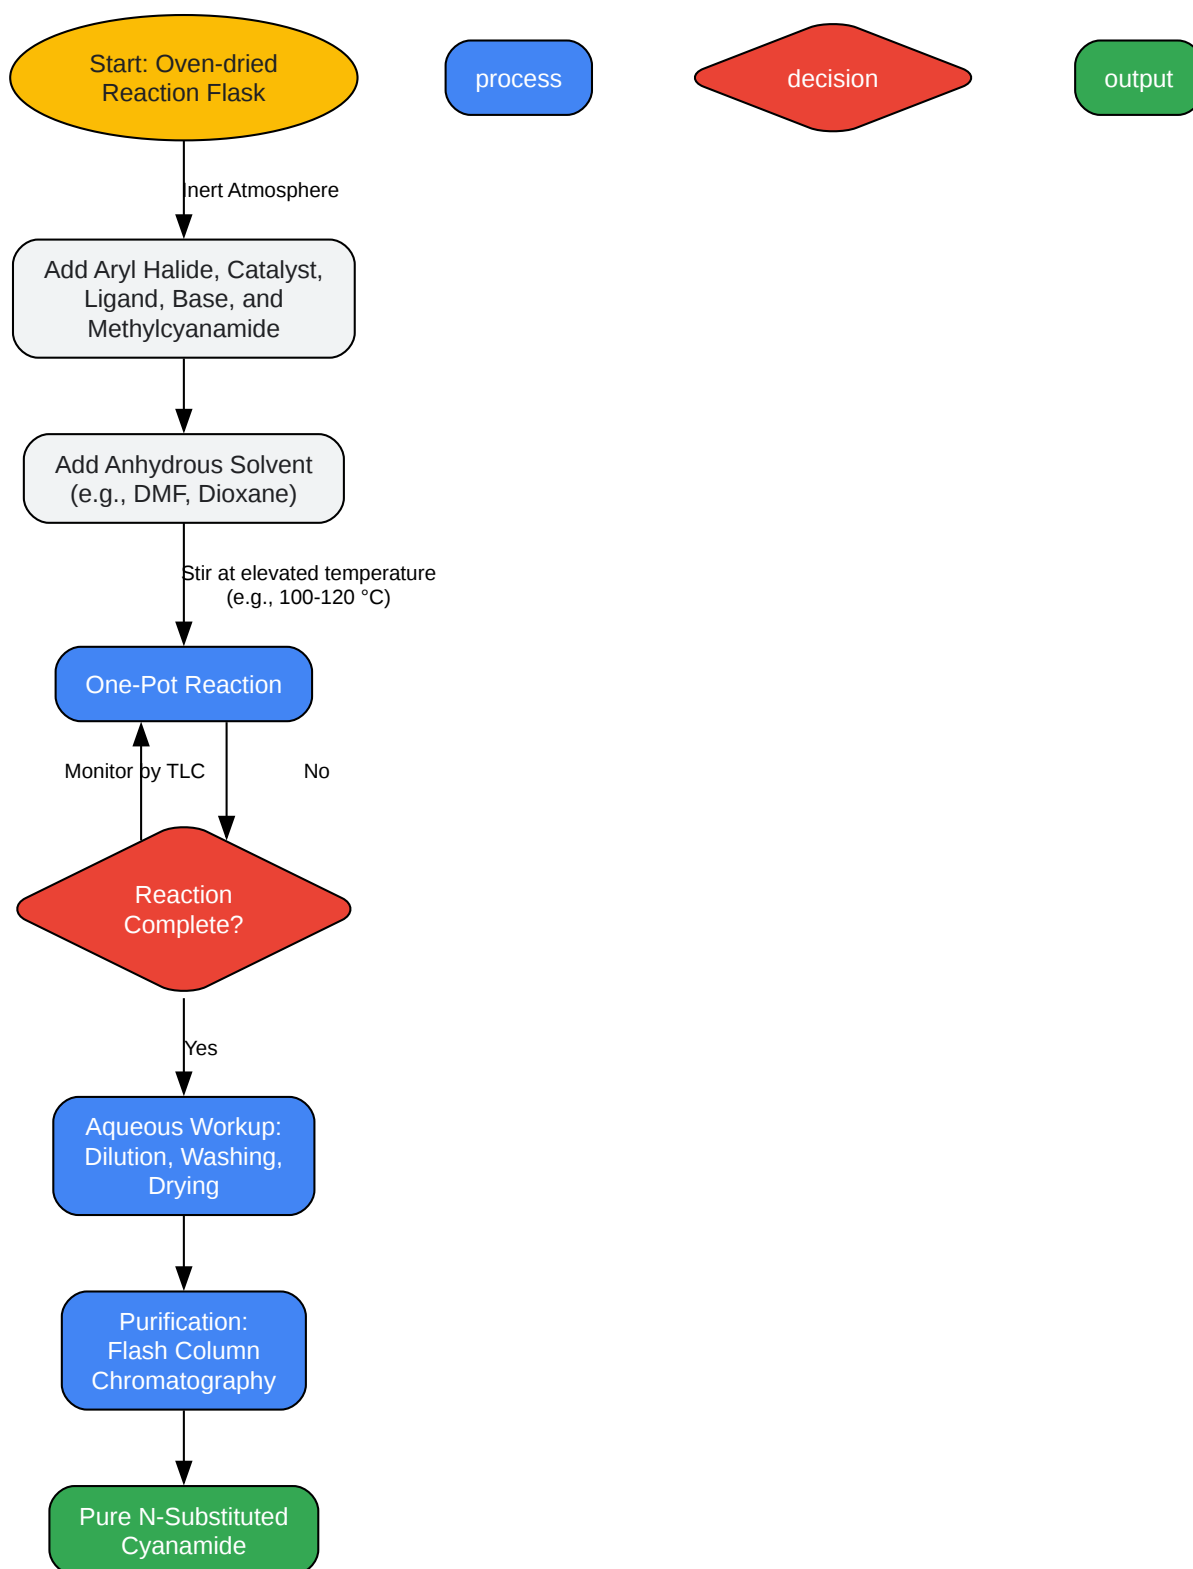 Start: Oven-dried
Reaction Flask
process
decision
output
Inert Atmosphere
Add Aryl Halide, Catalyst,
Ligand, Base, and
Methylcyanamide
Add Anhydrous Solvent
(e.g., DMF, Dioxane)
Stir at elevated temperature
(e.g., 100-120 °C)
One-Pot Reaction
Monitor by TLC
No
Reaction
Complete?
Yes
Aqueous Workup:
Dilution, Washing,
Drying
Purification:
Flash Column
Chromatography
Pure N-Substituted
Cyanamide